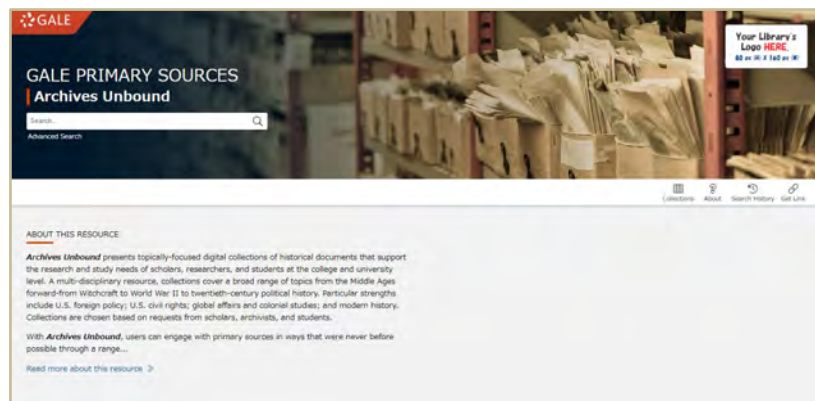 GALE
Your Library's
Logo HERE.
GALE PRIMARY SOURCES
Archives Unbound
Search...
Advanced Search
Collections About Search History Get Link
ABOUT THIS RESOURCE
Archives Unbound presents topically-focused digital collections of historical documents that support
the research and study needs of scholars, researchers, and students at the college and university
level. A multi-disciplinary resource, collections cover a broad range of topics from the Middle Ages
forward-from Witchcraft to World War II to twentieth-century political history. Particular strengths
include U.S. foreign policy; U.S. civil rights; global affairs and colonial studies; and modern history.
Collections are chosen based on requests from scholars, archivists, and students.
With Archives Unbound, users can engage with primary sources in ways that were never before
possible through a range...
Read more about this resource